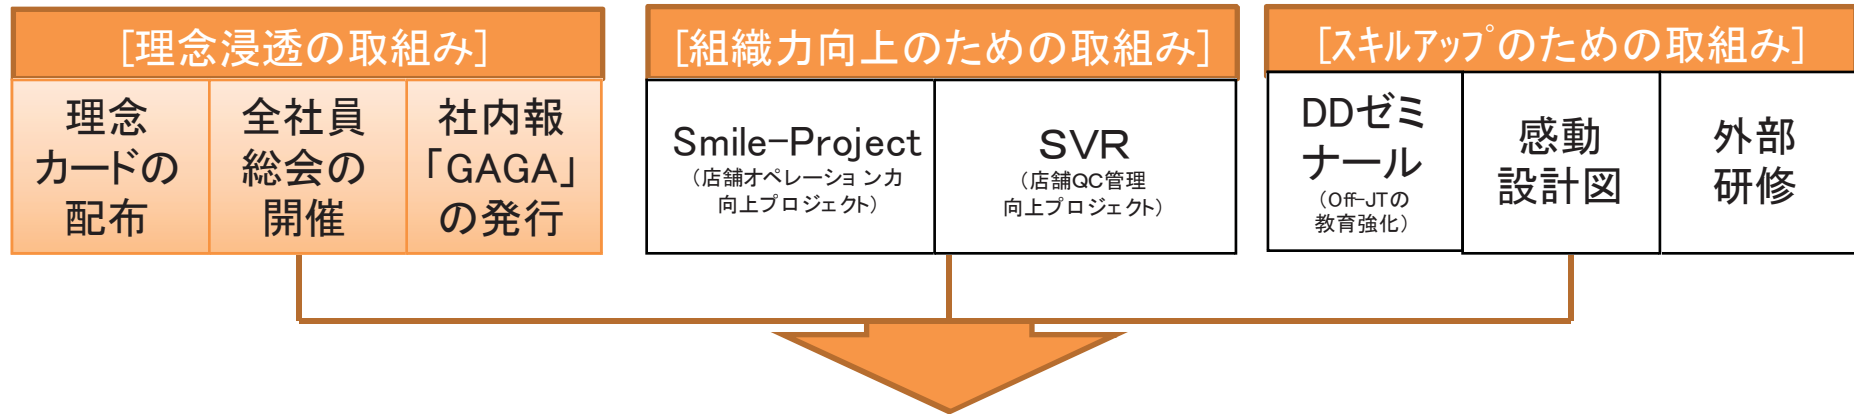 [理念浸透の取組み]
理念
カードの
配布
全社員
総会の
開催
社内報
「GAGA」
の発行
[組織力向上のための取組み]
Smile-Project
（店舗オペレーション力
向上プロジェクト）
SVR
（店舗QC管理
向上プロジェクト）
[スキルアップのための取組み]
DDゼミ
ナール
（Off-JTの
教育強化）
感動
設計図
外部
研修